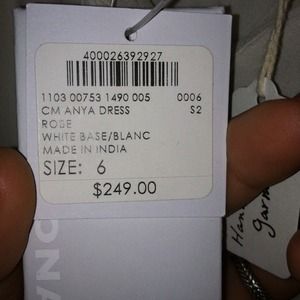 400026392927
1103 00753 1490 005 0006
CM ANYA DRESS S2
ROBE
WHITE BASE/BLANC
MADE IN INDIA
SIZE: 6
$249.00